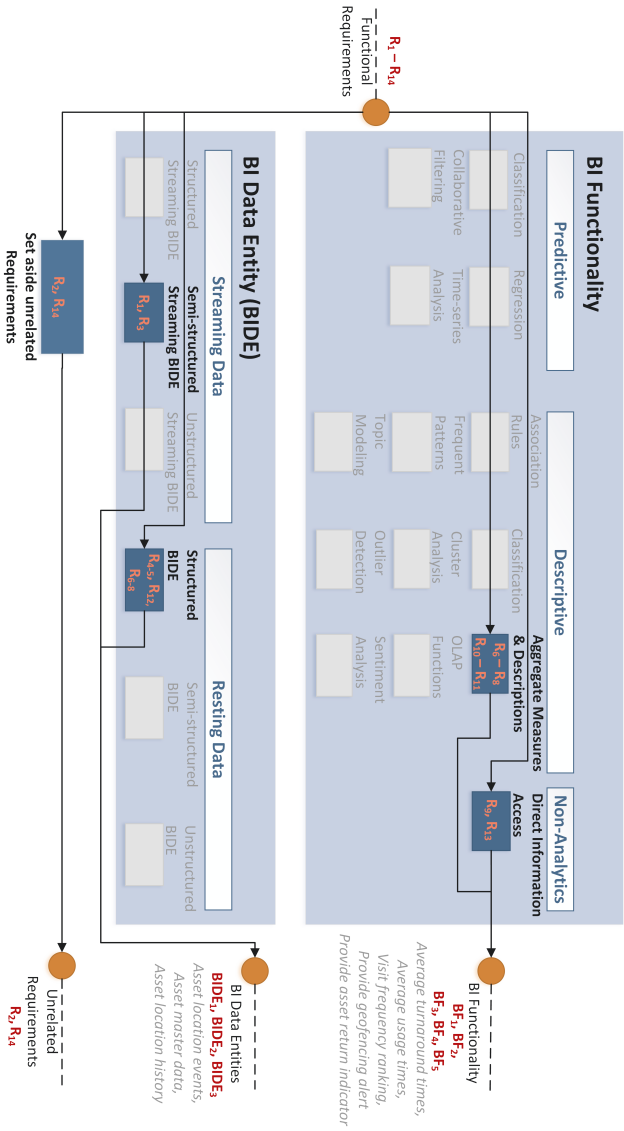 R1 – R14
Functional
Requirements
BI Functionality
Predictive
Classification
Regression
Collaborative
Filtering
Time-series
Analysis
Descriptive
Association
Rules
Classification
Aggregate Measures
& Descriptions
R6 – R8
R10 – R11
Frequent
Patterns
Cluster
Analysis
OLAP
Functions
Topic
Modeling
Outlier
Detection
Sentiment
Analysis
Non-Analytics
Direct Information
Access
R9, R13
BI Functionality
BF1, BF2,
BF3, BF4, BF5
Average turnaround times,
Average usage times,
Visit frequency ranking,
Provide geofencing alert
Provide asset return indicator
BI Data Entity (BIDE)
Streaming Data
Structured
Streaming BIDE
Semi-structured
Streaming BIDE
R1, R3
Unstructured
Streaming BIDE
Resting Data
Structured
BIDE
R4-5, R12,
R6-8
Semi-structured
BIDE
Unstructured
BIDE
BI Data Entities
BIDE1, BIDE2, BIDE3
Asset location events,
Asset master data,
Asset location history
R2, R14
Set aside unrelated
Requirements
Unrelated
Requirements
R2, R14